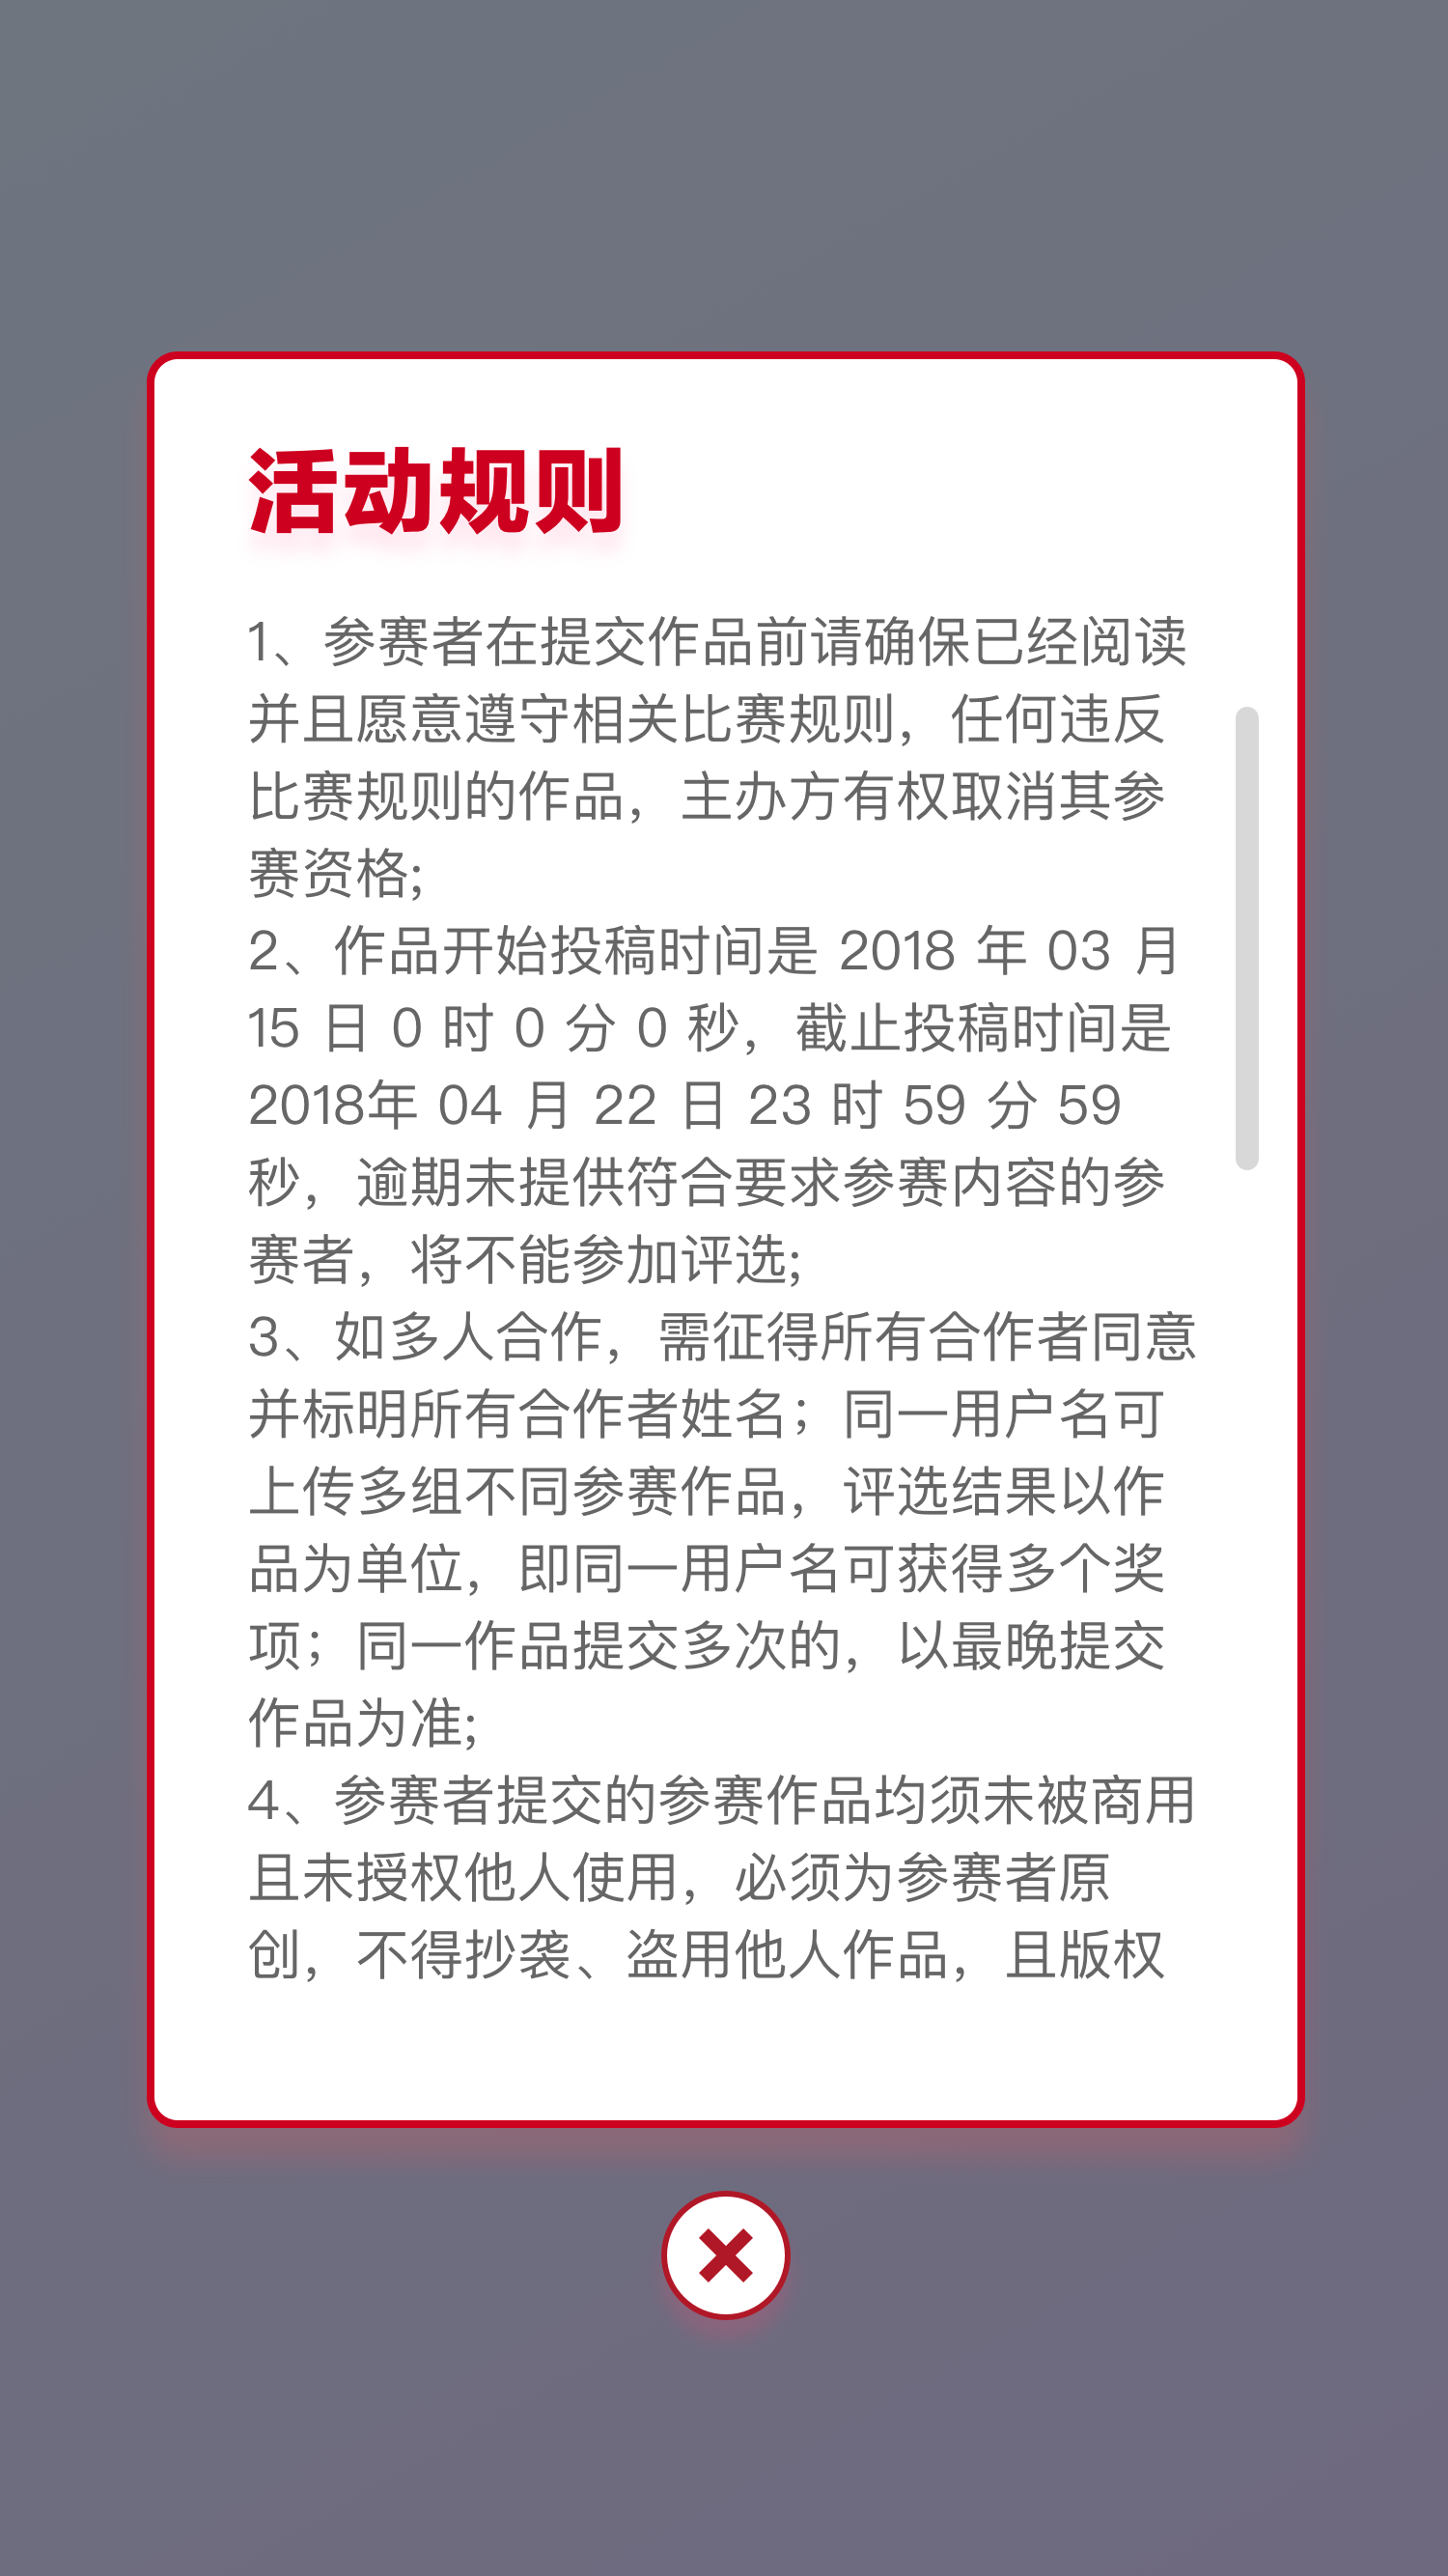 活动规则
1、参赛者在提交作品前请确保已经阅读
并且愿意遵守相关比赛规则，任何违反
比赛规则的作品，主办方有权取消其参
赛资格;
2、作品开始投稿时间是 2018 年 03 月
15 日 0 时 0 分 0 秒，截止投稿时间是
2018年 04 月 22 日 23 时 59 分 59
秒，逾期未提供符合要求参赛内容的参
赛者，将不能参加评选;
3、如多人合作，需征得所有合作者同意
并标明所有合作者姓名；同一用户名可
上传多组不同参赛作品，评选结果以作
品为单位，即同一用户名可获得多个奖
项；同一作品提交多次的，以最晚提交
作品为准;
4、参赛者提交的参赛作品均须未被商用
且未授权他人使用，必须为参赛者原
创，不得抄袭、盗用他人作品，且版权